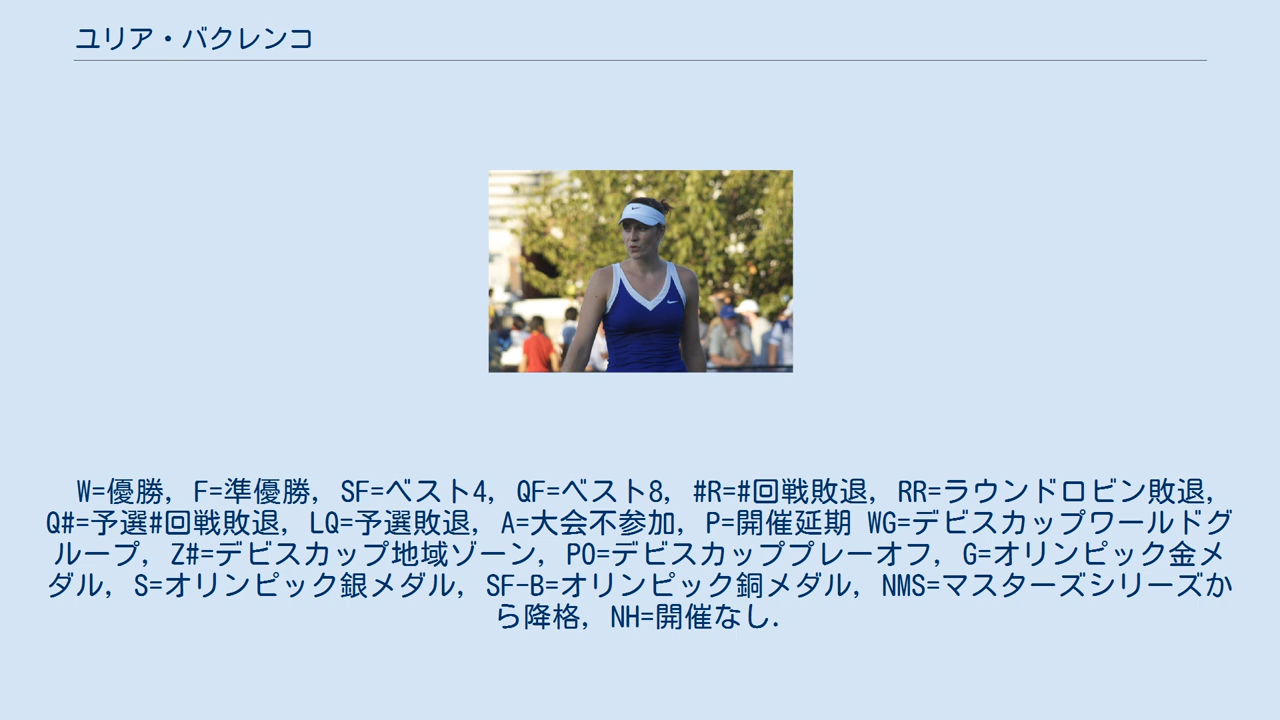 ユリア・バクレンコ
W=優勝, F=準優勝, SF=ベスト4, QF=ベスト8, #R=#回戦敗退, RR=ラウンドロビン敗退,
Q#=予選#回戦敗退, LQ=予選敗退, A=大会不参加, P=開催延期 WG=デビスカップワールドグ
ループ, Z#=デビスカップ地域ゾーン, PO=デビスカッププレーオフ, G=オリンピック金メ
ダル, S=オリンピック銀メダル, SF-B=オリンピック銅メダル, NMS=マスターズシリーズか
ら降格, NH=開催なし.